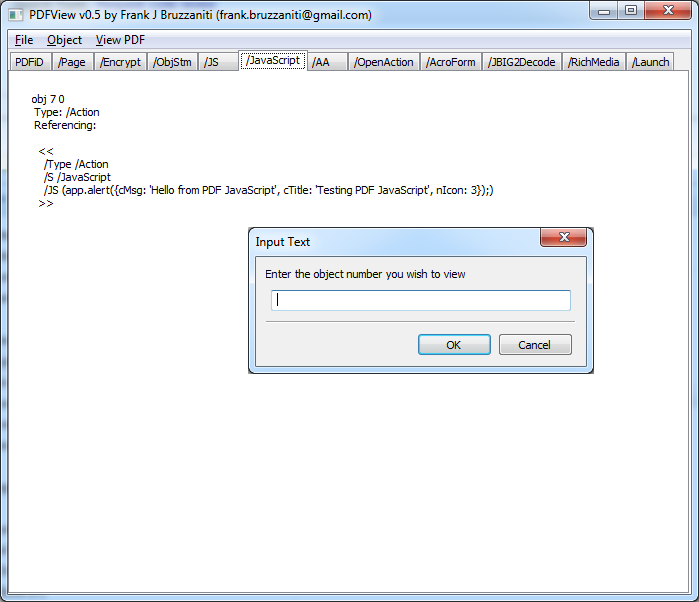 PDFView v0.5 by Frank J Bruzzaniti (frank.bruzzaniti@gmail.com)
File Object View PDF
PDFiD /Page /Encrypt /ObjStm /JS /JavaScript /AA /OpenAction /AcroForm /JBIG2Decode /RichMedia /Launch
obj 7 0
Type: /Action
Referencing:
<<
/Type /Action
/S /JavaScript
/JS (app.alert({cMsg: 'Hello from PDF JavaScript', cTitle: 'Testing PDF JavaScript', nIcon: 3});)
>>
Input Text
Enter the object number you wish to view
OK Cancel